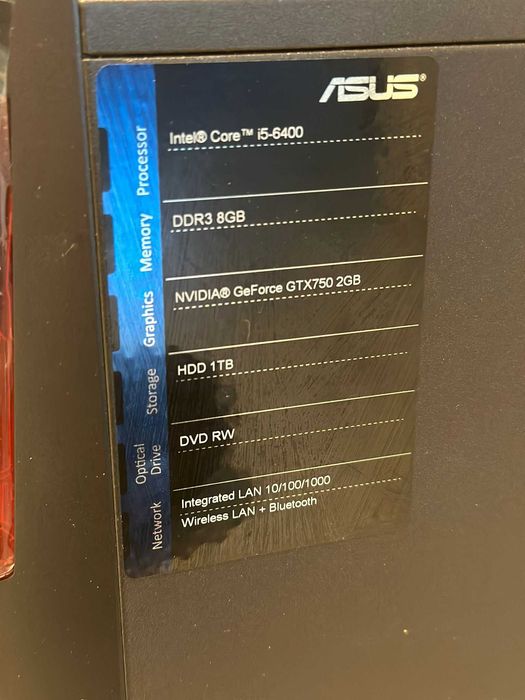 ASUS®
Processor
Intel® Core™ i5-6400
Memory
DDR3 8GB
Graphics
NVIDIA® GeForce GTX750 2GB
Storage
HDD 1TB
Optical
Drive
DVD RW
Network
Integrated LAN 10/100/1000
Wireless LAN + Bluetooth